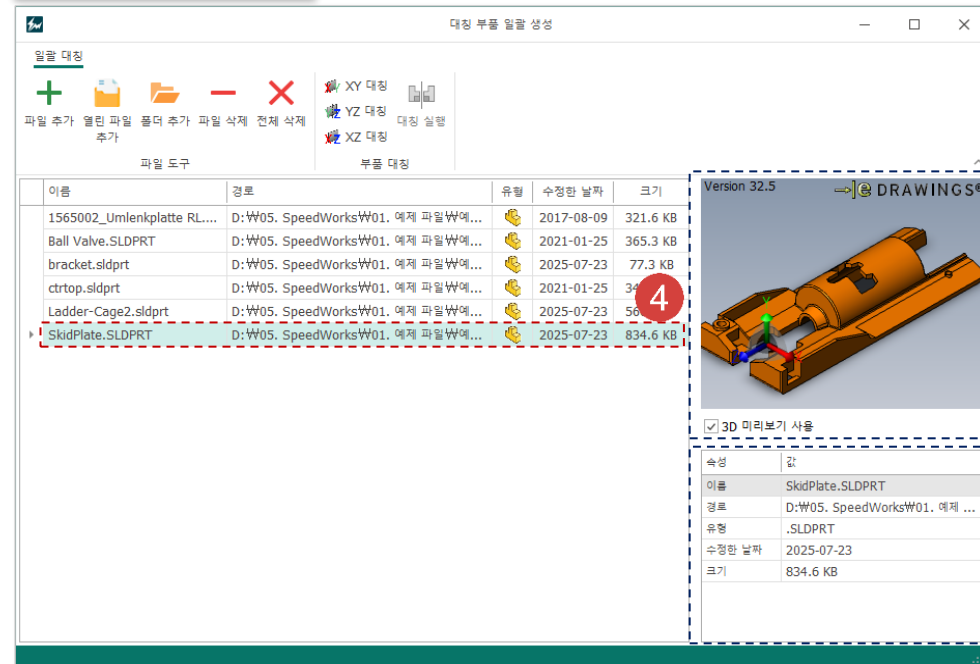 대칭 부품 일괄 생성
일괄 대칭
파일 추가
열린 파일 추가
폴더 추가
파일 삭제
전체 삭제
XY 대칭
YZ 대칭
XZ 대칭
대칭 실행
파일 도구
부품 대칭
이름 경로 유형 수정한 날짜 크기
1565002_Umlenkplatte RL.... D:₩05. SpeedWorks₩01. 예제 파일₩예... 2017-08-09 321.6 KB
Ball Valve.SLDPRT D:₩05. SpeedWorks₩01. 예제 파일₩예... 2021-01-25 365.3 KB
bracket.sldprt D:₩05. SpeedWorks₩01. 예제 파일₩예... 2025-07-23 77.3 KB
ctrtop.sldprt D:₩05. SpeedWorks₩01. 예제 파일₩예... 2021-01-25
Ladder-Cage2.sldprt D:₩05. SpeedWorks₩01. 예제 파일₩예... 2025-07-23
SkidPlate.SLDPRT D:₩05. SpeedWorks₩01. 예제 파일₩예... 2025-07-23 834.6 KB
4
Version 32.5
e DRAWINGS®
Y
3D 미리보기 사용
속성 값
이름 SkidPlate.SLDPRT
경로 D:₩05. SpeedWorks₩01. 예제 ...
유형 .SLDPRT
수정한 날짜 2025-07-23
크기 834.6 KB